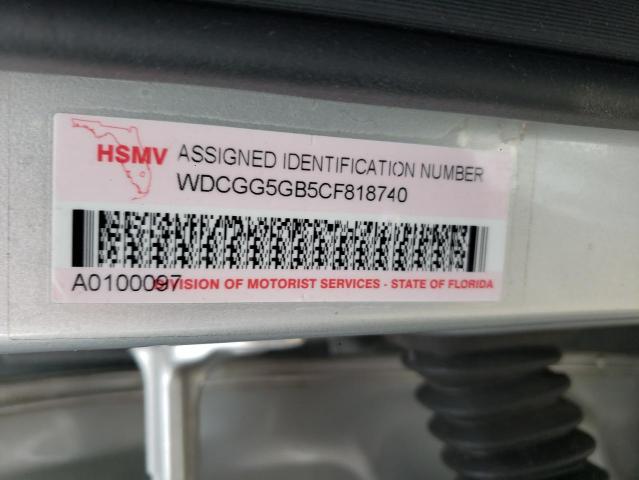 HSMV ASSIGNED IDENTIFICATION NUMBER
WDCGG5GB5CF818740
A0100097 DIVISION OF MOTORIST SERVICES - STATE OF FLORIDA